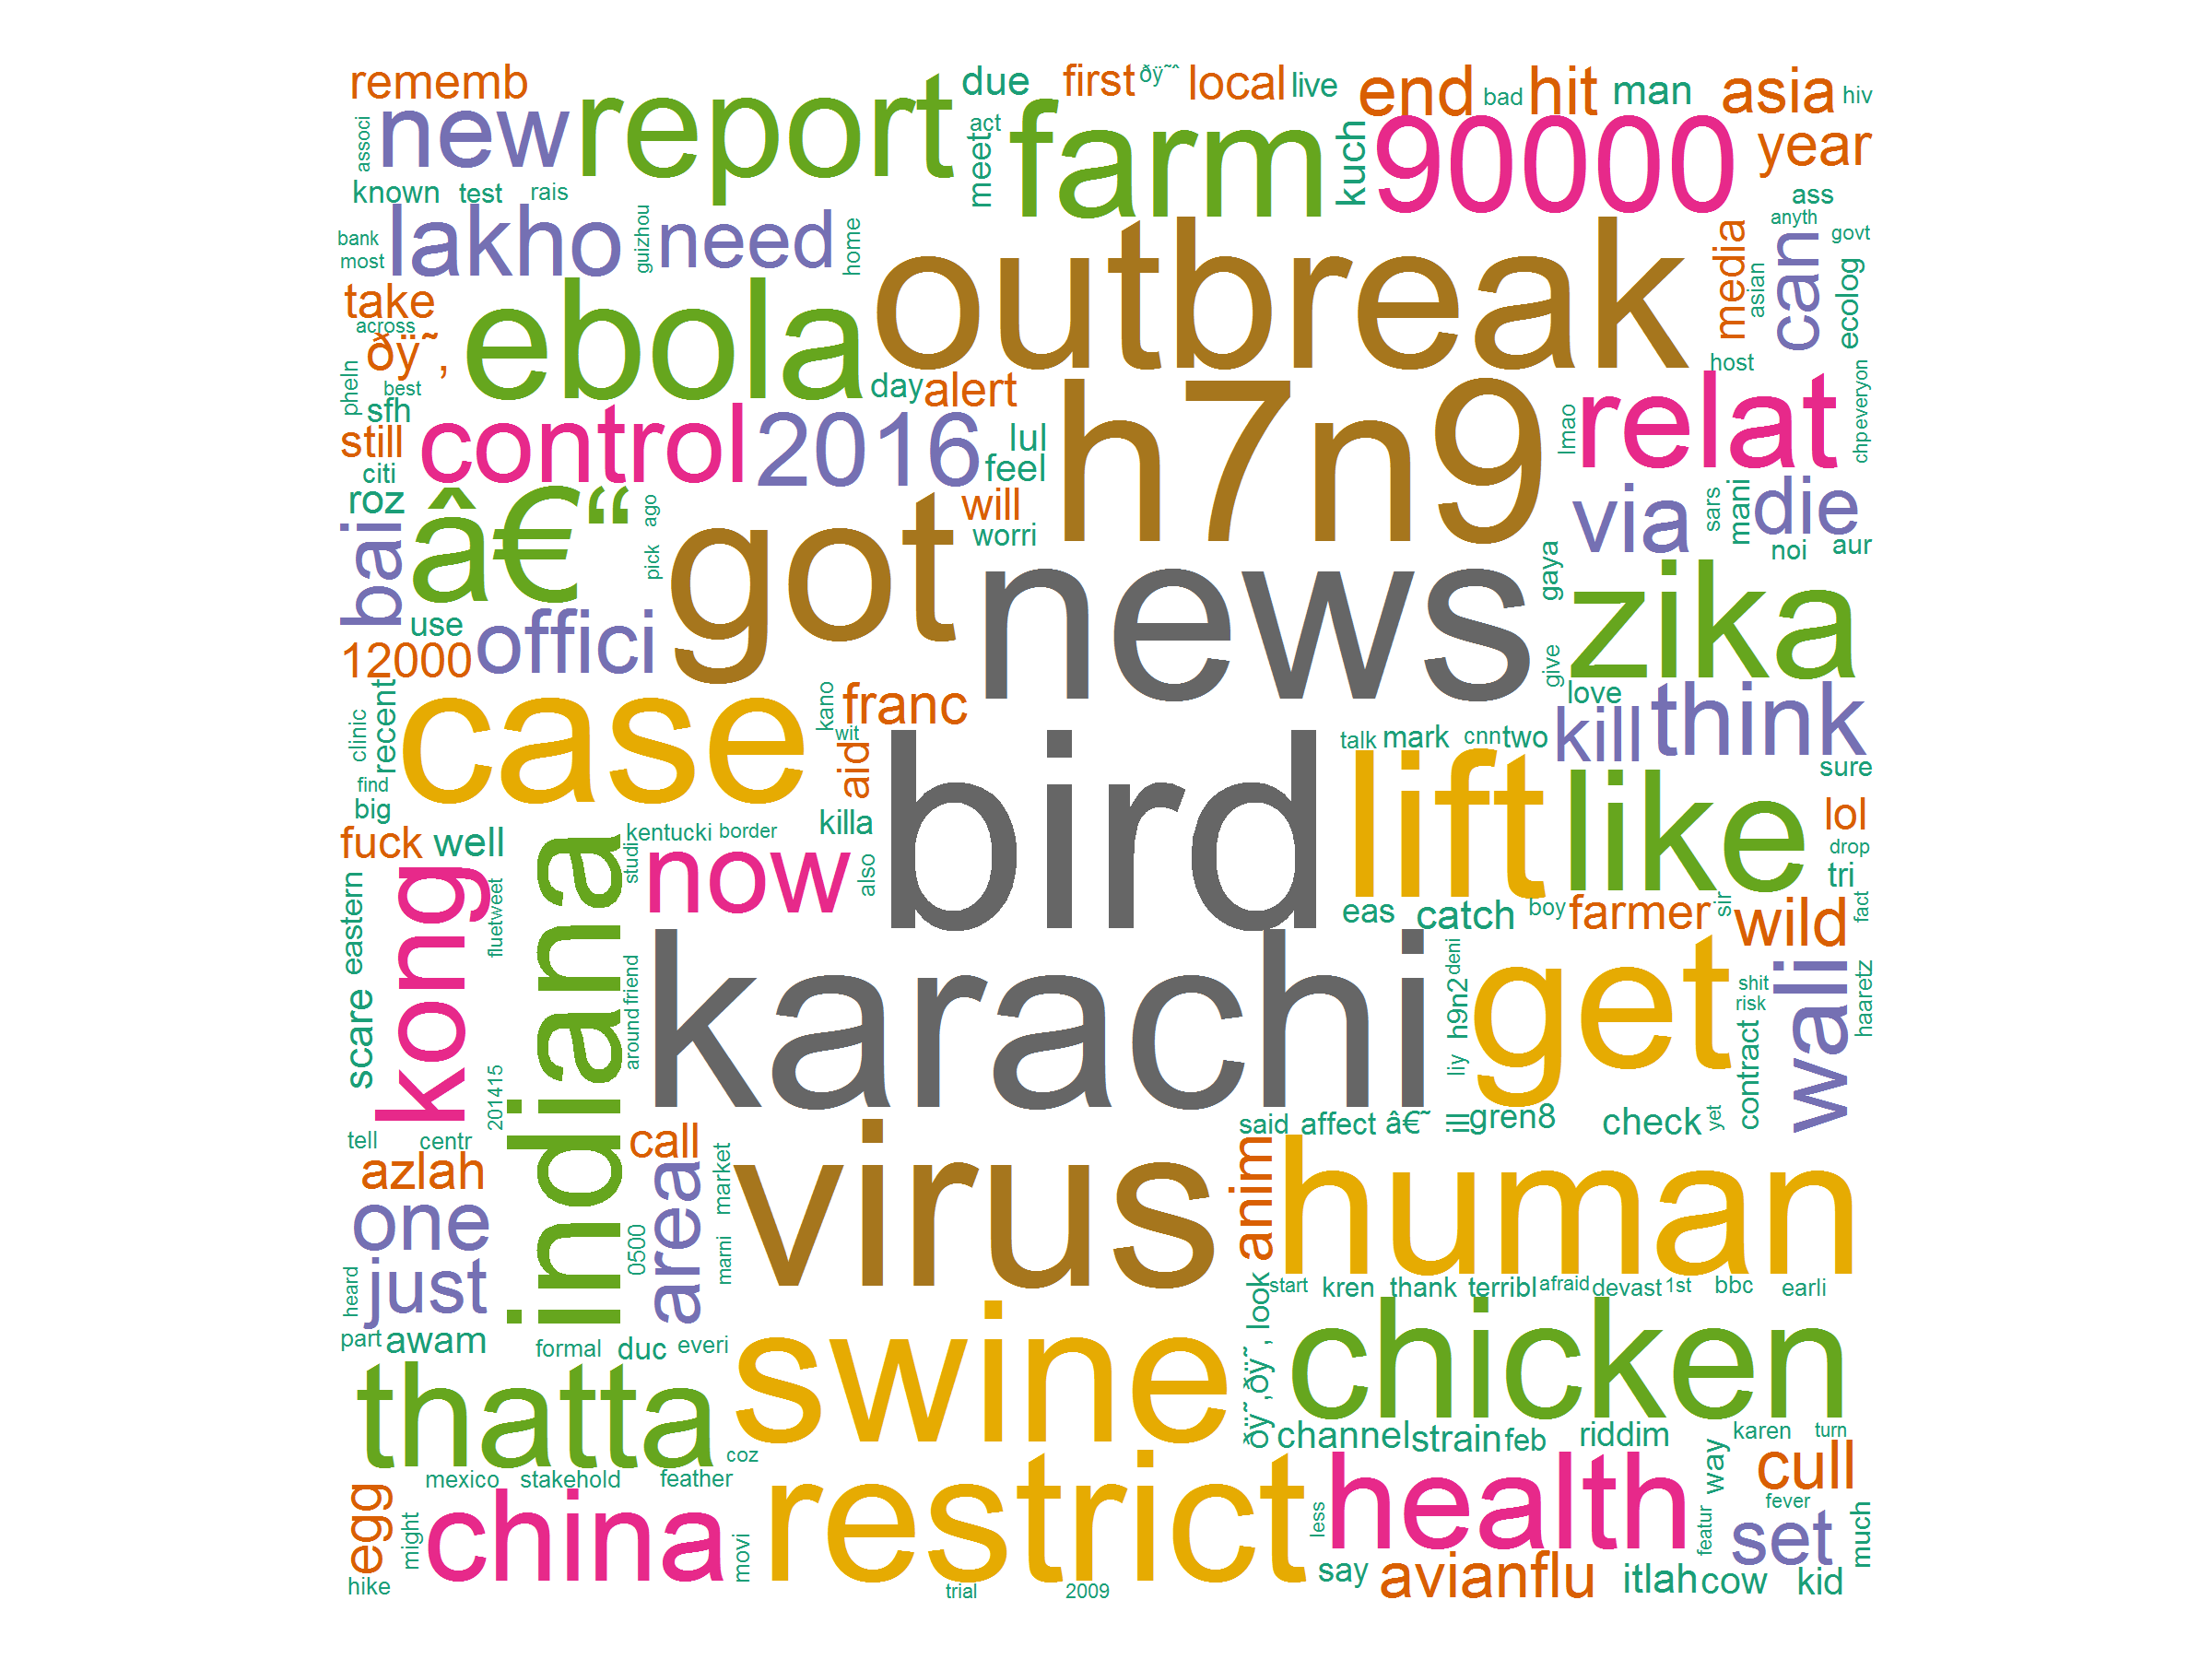 rememb
due
first
ðÿ˜ˆ
local
live
end
bad
hit
man
asia
hiv
associ
new
report
meet
act
farm
kuch
90000
year
known
test
rais
ass
bank
most
lakho
guizhou
need
home
outbreak
media
anyth
can
govt
asian
ecolog
take
across
ðÿ˜‚
ebola
day
alert
host
pheln
best
sfh
still
citi
control
2016
lul
feel
h7n9
lmao
relat
chpeveryon
roz
bai
â€“
ago
pick
got
will
worri
via
sars
mani
die
noi
aur
use
12000
offici
news
gaya
give
zika
love
clinic
recent
find
big
case
kano
wit
franc
aid
killa
bird
talk
mark
cnn
two
kill
think
sure
lift
like
lol
drop
tri
fuck
well
kentucki
border
studi
now
also
eas
catch
boy
farmer
sir
wild
fact
eastern
scare
kong
fluetweet
201415
indiana
around
friend
karachi
deni
h9n2
liy
get
shit
risk
contract
wali
haaretz
said
affect
â€˜
iii
gren8
check
yet
tell
centr
azlah
call
market
virus
anim
human
one
just
heard
0500
area
marni
part
awam
formal
duc
everi
look
ðÿ˜‚ðÿ˜‚
start
kren
thank
terribl
afraid
devast
1st
bbc
earli
thatta
coz
swine
chicken
channel
strain
feb
riddim
karen
turn
way
cull
mexico
stakehold
feather
egg
might
china
movi
restrict
less
health
featur
fever
set
much
hike
trial
2009
say
avianflu
itlah
cow
kid